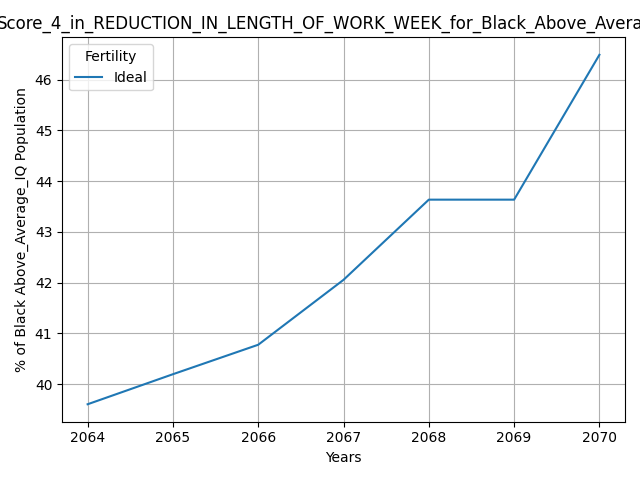 Score_4_in_REDUCTION_IN_LENGTH_OF_WORK_WEEK_for_Black_Above_Avera
Fertility
Ideal
% of Black Above_Average_IQ Population
46
45
44
43
42
41
40
2064 2065 2066 2067 2068 2069 2070
Years